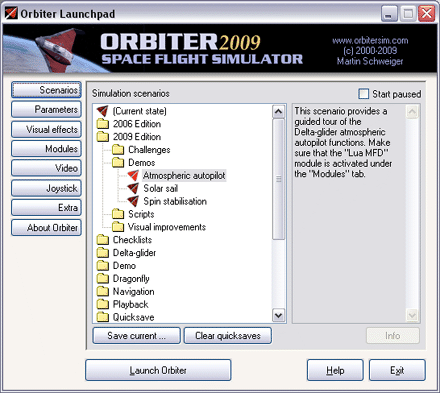 Orbiter Launchpad
ORBITER 2009
SPACE FLIGHT SIMULATOR
www.orbitersim.com
(c) 2000-2009
Martin Schweiger
Scenarios
Parameters
Visual effects
Modules
Video
Joystick
Extra
About Orbiter
Simulation scenarios
Start paused
(Current state)
2006 Edition
2009 Edition
Challenges
Demos
Atmospheric autopilot
Solar sail
Spin stabilisation
Scripts
Visual improvements
Checklists
Delta-glider
Demo
Dragonfly
Navigation
Playback
Quicksave
This scenario provides a
guided tour of the
Delta-glider atmospheric
autopilot functions. Make
sure that the "Lua MFD"
module is activated under
the "Modules" tab.
Save current ...
Clear quicksaves
Info
Launch Orbiter
Help
Exit